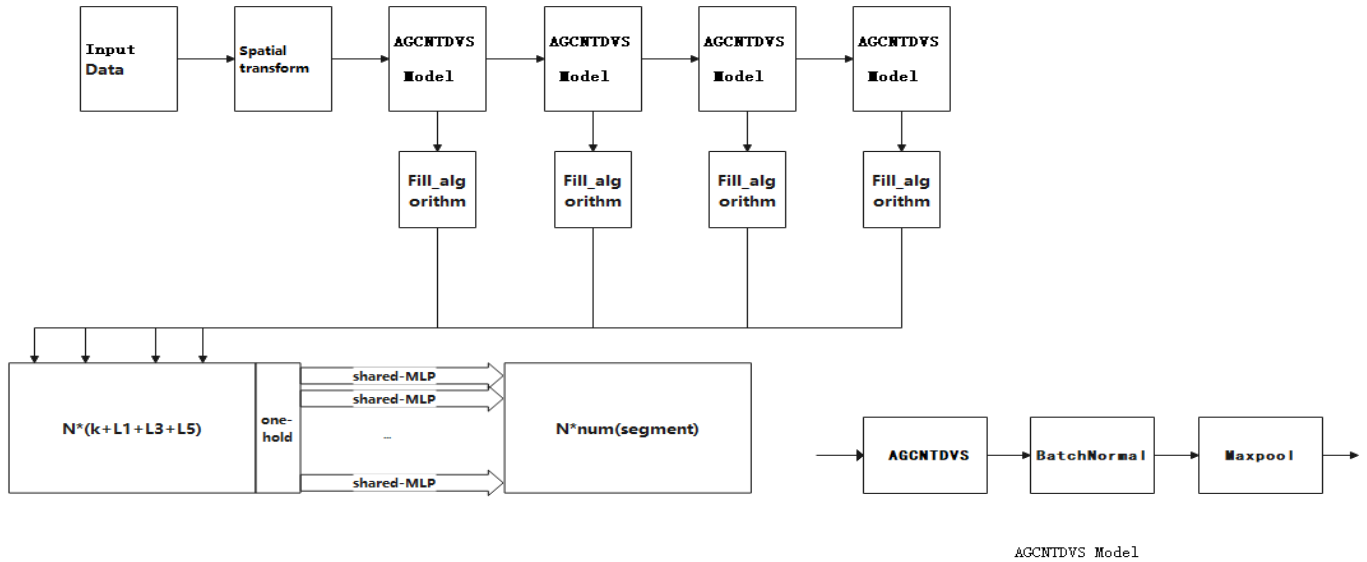 Input
Data
Spatial
transform
AGCNTDVS
Model
AGCNTDVS
Model
AGCNTDVS
Model
AGCNTDVS
Model
Fill_alg
orithm
Fill_alg
orithm
Fill_alg
orithm
Fill_alg
orithm
N*(k+L1+L3+L5)
one-
hold
shared-MLP
shared-MLP
...
shared-MLP
N*num(segment)
AGCNTDVS
BatchNormal
Maxpool
AGCNTDVS Model